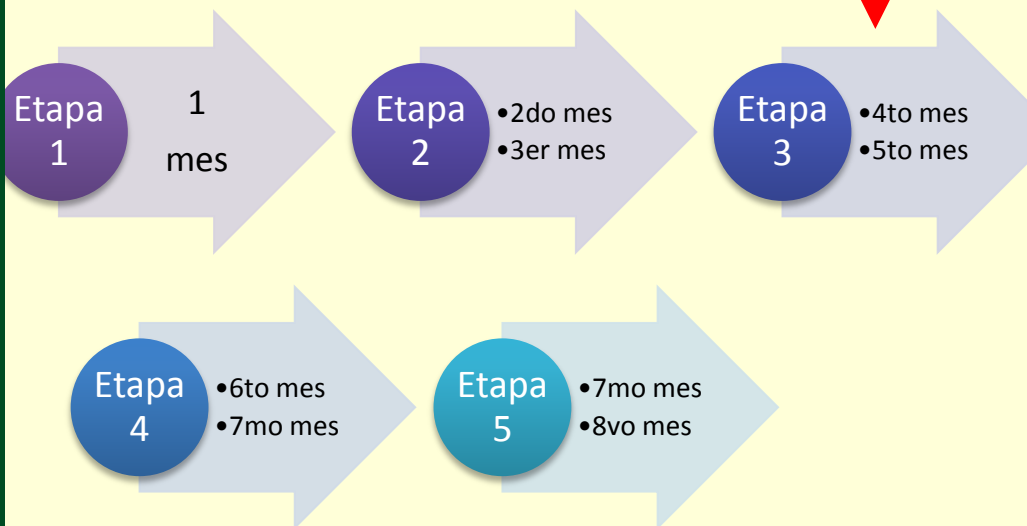 Etapa
1
1
mes
Etapa
2
•2do mes
•3er mes
Etapa
3
•4to mes
•5to mes
Etapa
4
•6to mes
•7mo mes
Etapa
5
•7mo mes
•8vo mes